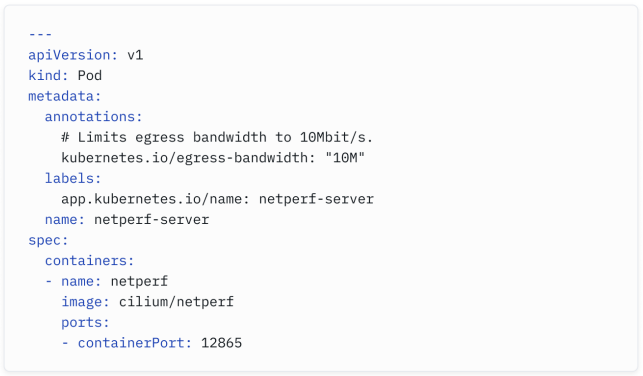 ---
apiVersion: v1
kind: Pod
metadata:
  annotations:
    # Limits egress bandwidth to 10Mbit/s.
    kubernetes.io/egress-bandwidth: "10M"
  labels:
    app.kubernetes.io/name: netperf-server
  name: netperf-server
spec:
  containers:
  - name: netperf
    image: cilium/netperf
    ports:
    - containerPort: 12865